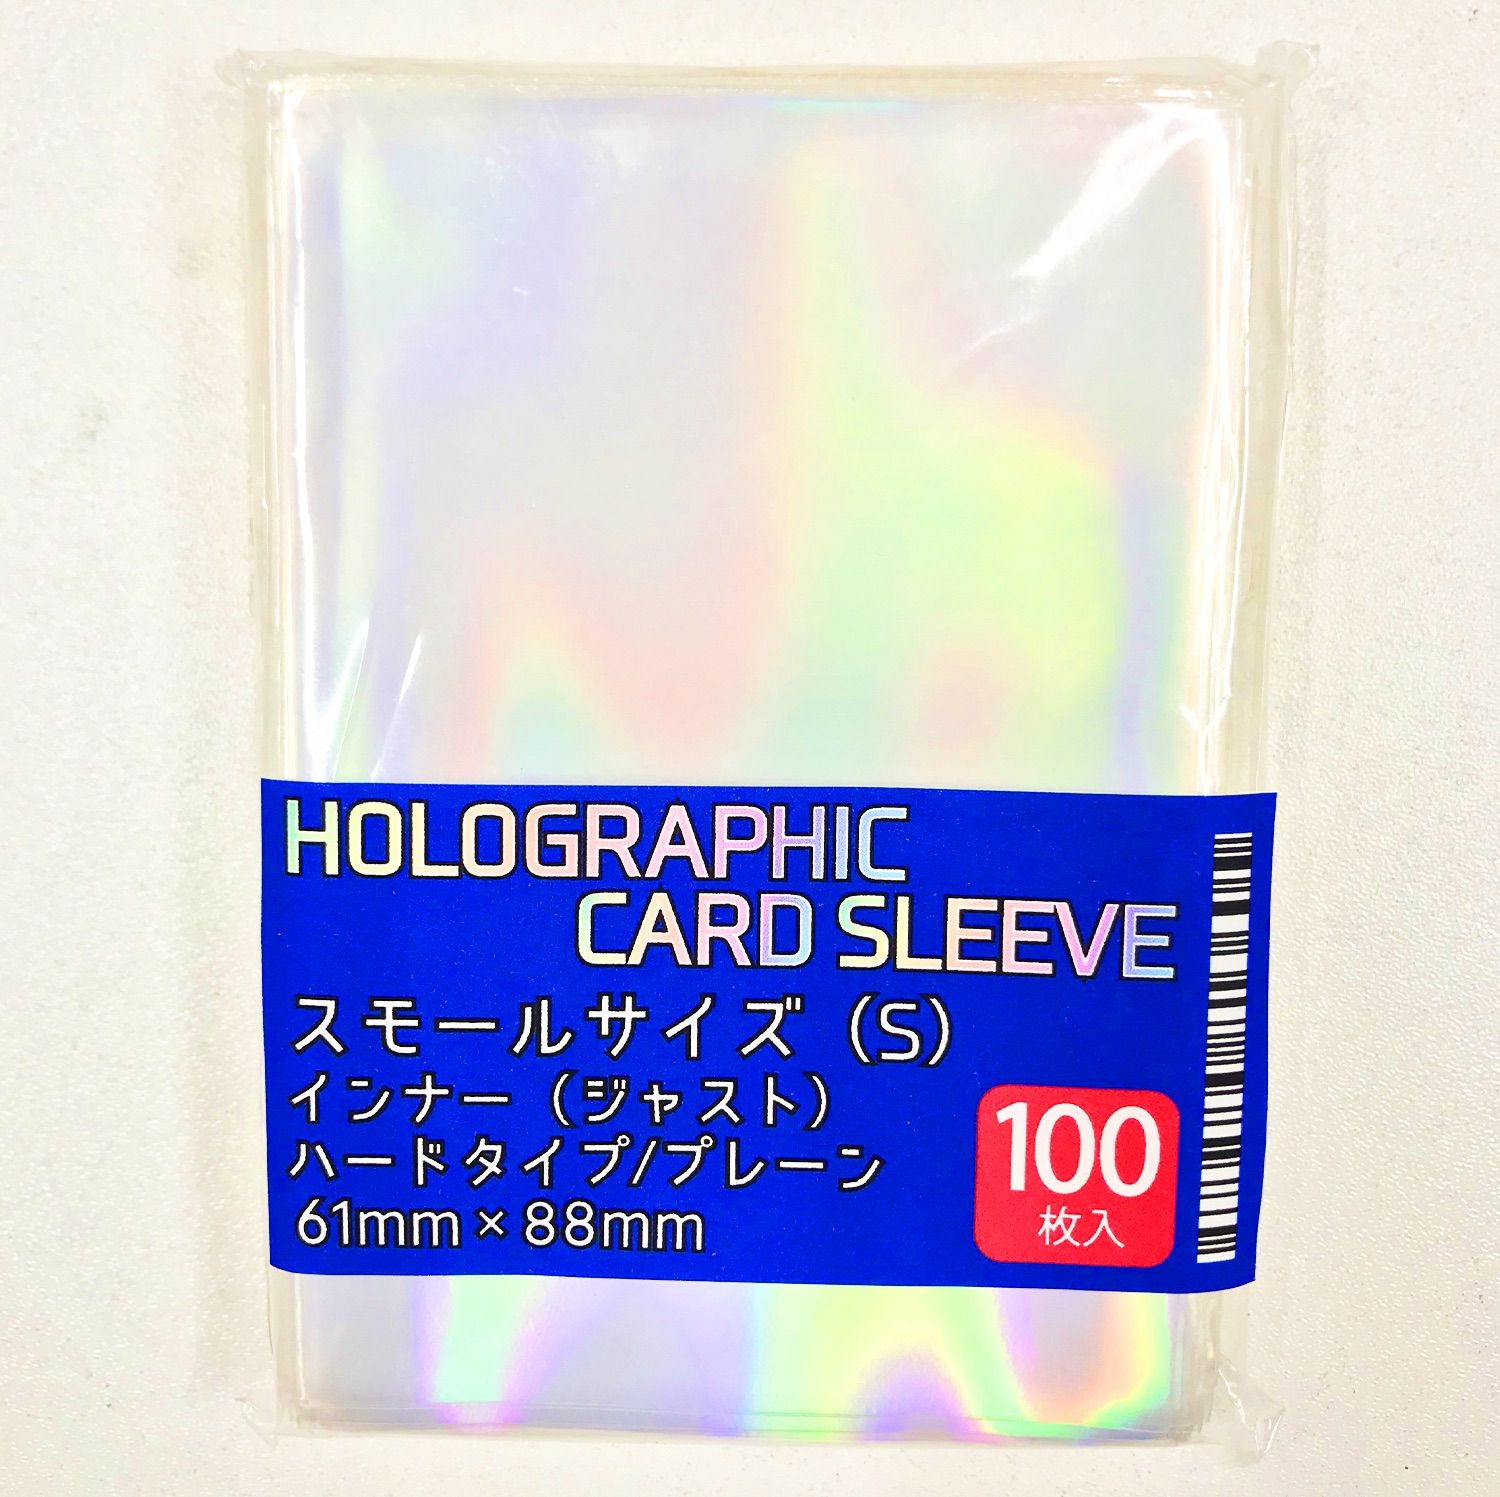 HOLOGRAPHIC
CARD SLEEVE
スモールサイズ（S）
インナー（ジャスト）
ハードタイプ/プレーン
61mm×88mm
100
枚入